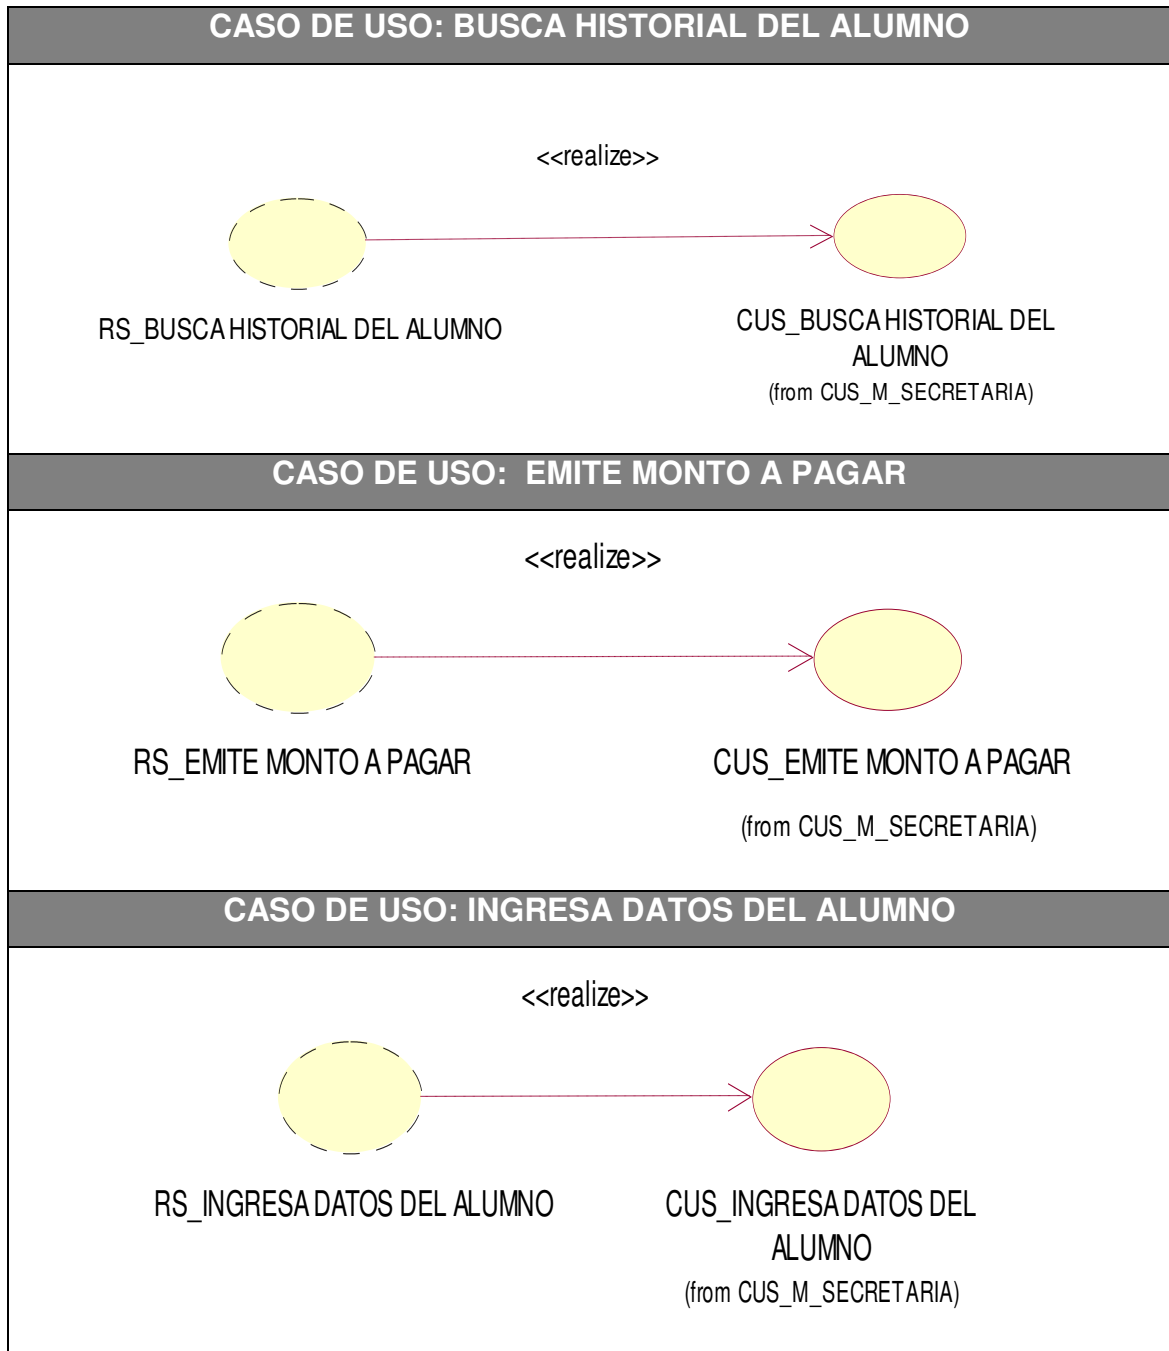 CASO DE USO: BUSCA HISTORIAL DEL ALUMNO
<<realize>>
RS_BUSCA HISTORIAL DEL ALUMNO
CUS_BUSCA HISTORIAL DEL
ALUMNO
(from CUS_M_SECRETARIA)
CASO DE USO: EMITE MONTO A PAGAR
<<realize>>
RS_EMITE MONTO A PAGAR
CUS_EMITE MONTO A PAGAR
(from CUS_M_SECRETARIA)
CASO DE USO: INGRESA DATOS DEL ALUMNO
<<realize>>
RS_INGRESA DATOS DEL ALUMNO
CUS_INGRESA DATOS DEL
ALUMNO
(from CUS_M_SECRETARIA)